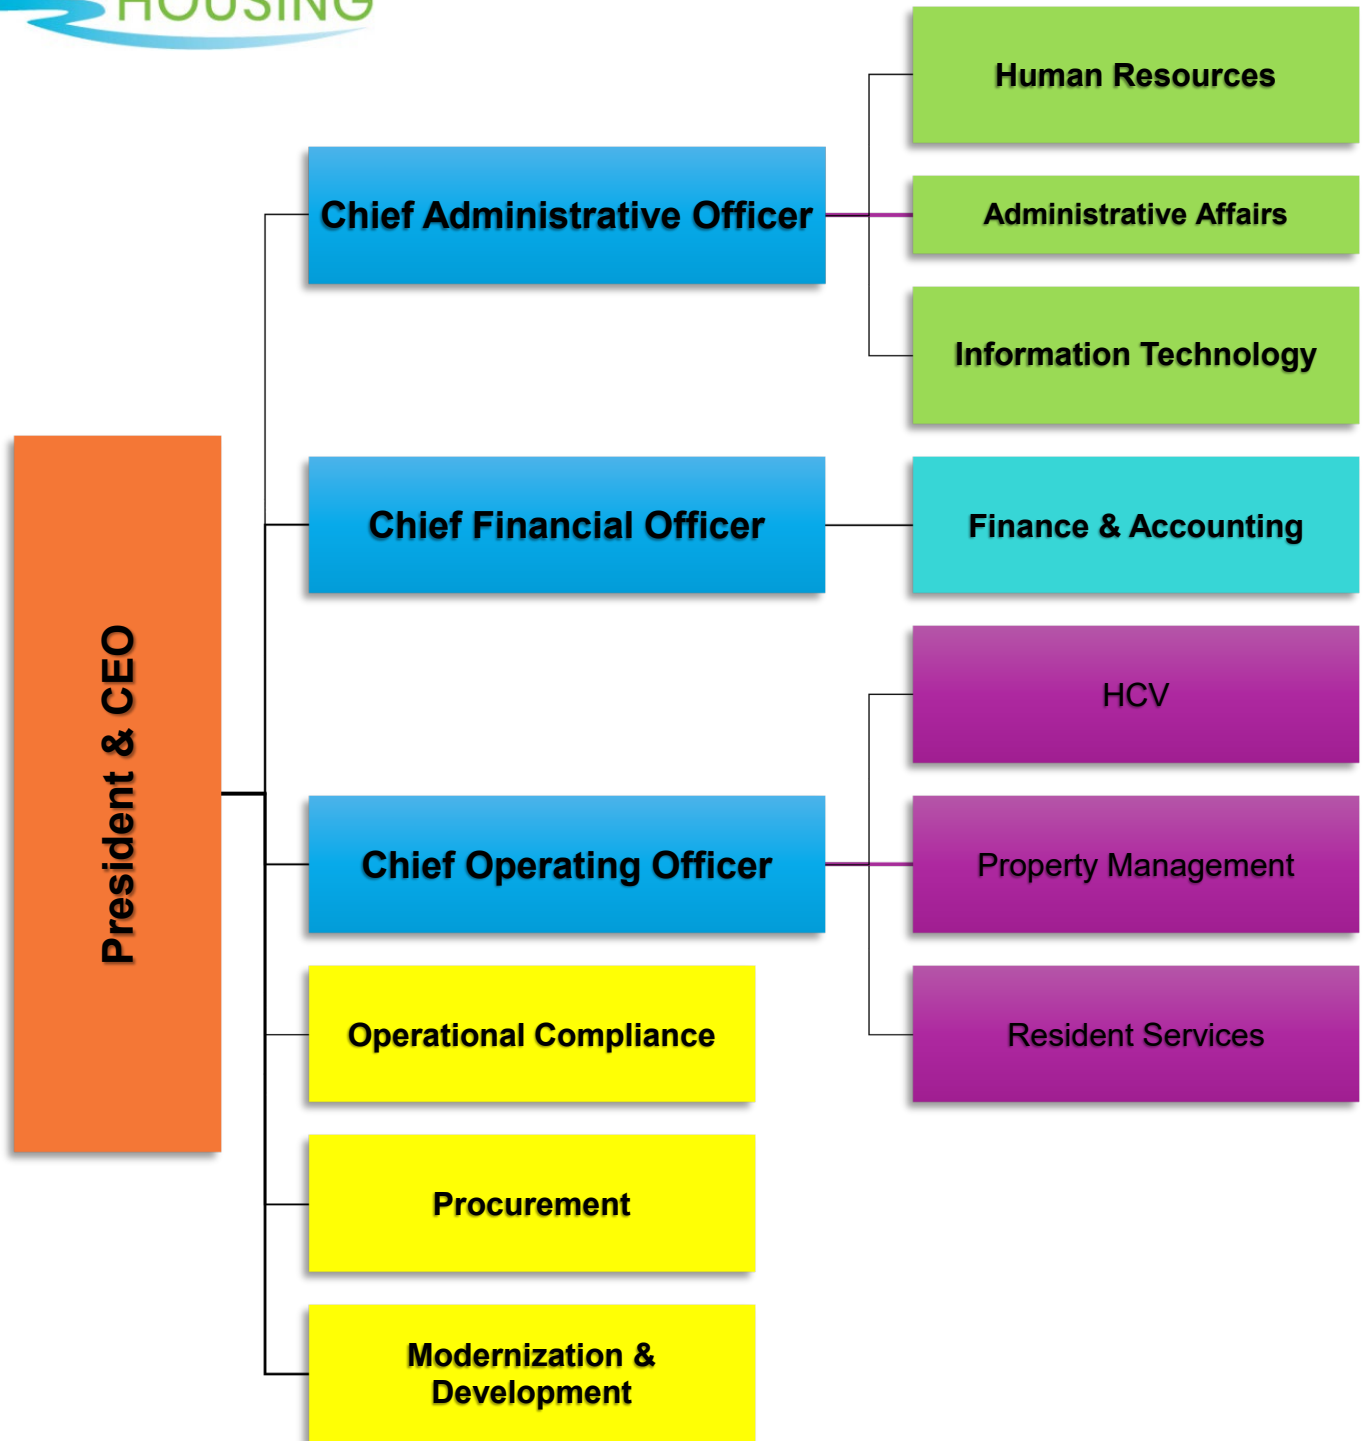 HOUSING
Human Resources
Chief Administrative Officer
Administrative Affairs
Information Technology
President & CEO
Chief Financial Officer
Finance & Accounting
HCV
Chief Operating Officer
Property Management
Operational Compliance
Resident Services
Procurement
Modernization &
Development